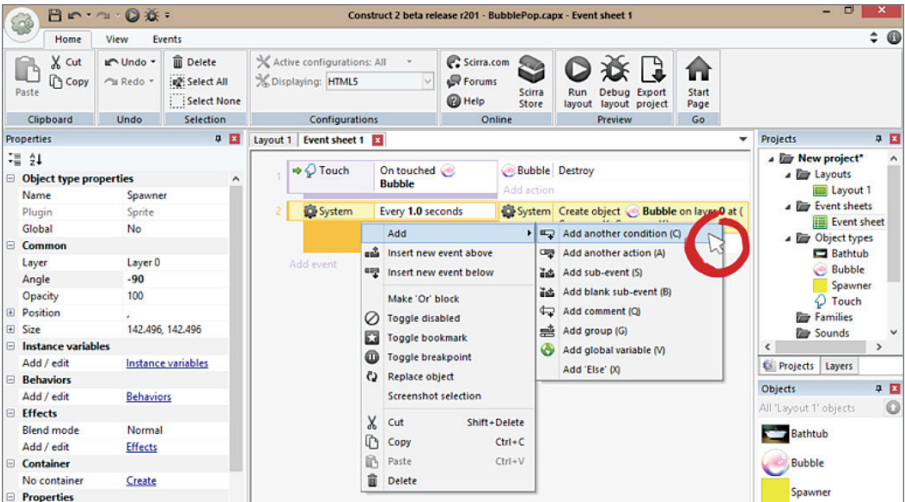 Construct 2 beta release r201 - BubblePop.capx - Event sheet 1
Home View Events
Paste
Cut
Copy
Clipboard
Undo
Redo
Undo
Delete
Select All
Select None
Selection
Active configurations: All
Displaying: HTML5
Configurations
Scirra.com
Forums
Help
Scirra Store
Online
Run layout
Debug layout
Export project
Preview
Start Page
Go
Properties
Object type properties
Name Spawner
Plugin Sprite
Global No
Common
Layer Layer 0
Angle -90
Opacity 100
Position ,
Size 142.496, 142.496
Instance variables
Add / edit Instance variables
Behaviors
Add / edit Behaviors
Effects
Blend mode Normal
Add / edit Effects
Container
No container Create
Properties
Layout 1 Event sheet 1
1 Touch On touched Bubble Bubble Destroy
Add action
2 System Every 1.0 seconds System Create object Bubble on layer 0 at (
Add event
Add
Insert new event above
Insert new event below
Make 'Or' block
Toggle disabled
Toggle bookmark
Toggle breakpoint
Replace object
Screenshot selection
Cut Shift+Delete
Copy Ctrl+C
Paste Ctrl+V
Delete
Add another condition (C)
Add another action (A)
Add sub-event (S)
Add blank sub-event (B)
Add comment (Q)
Add group (G)
Add global variable (V)
Add 'Else' (X)
Projects
New project*
Layouts
Layout 1
Event sheets
Event sheet
Object types
Bathtub
Bubble
Spawner
Touch
Families
Sounds
Projects Layers
Objects
All 'Layout 1' objects
Bathtub
Bubble
Spawner